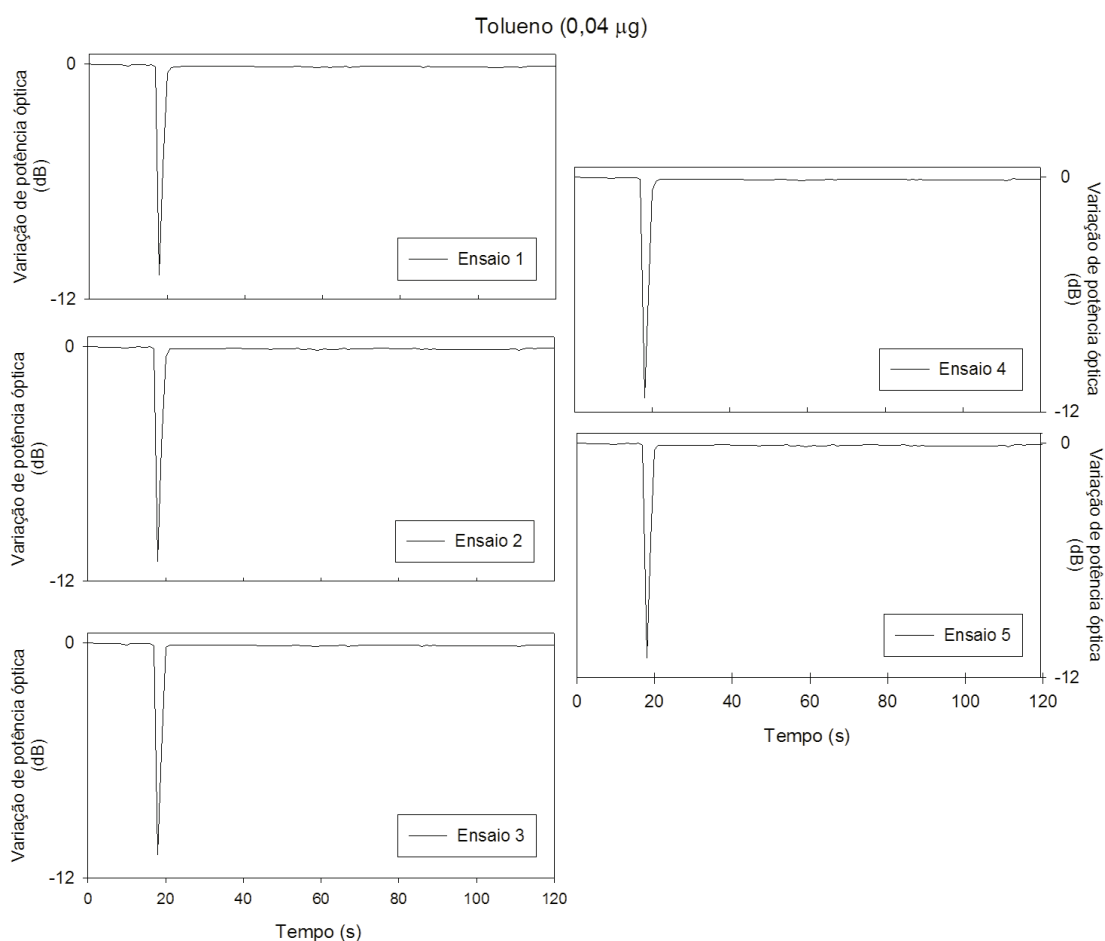 Tolueno (0,04 µg)
Variação de potência óptica
(dB)
0
-12
Ensaio 1
Variação de potência óptica
(dB)
0
-12
Ensaio 2
Variação de potência óptica
(dB)
0
-12
Ensaio 3
0 20 40 60 80 100 120
Tempo (s)
0
-12
Variação de potência óptica
(dB)
Ensaio 4
0
-12
Variação de potência óptica
(dB)
Ensaio 5
0 20 40 60 80 100 120
Tempo (s)